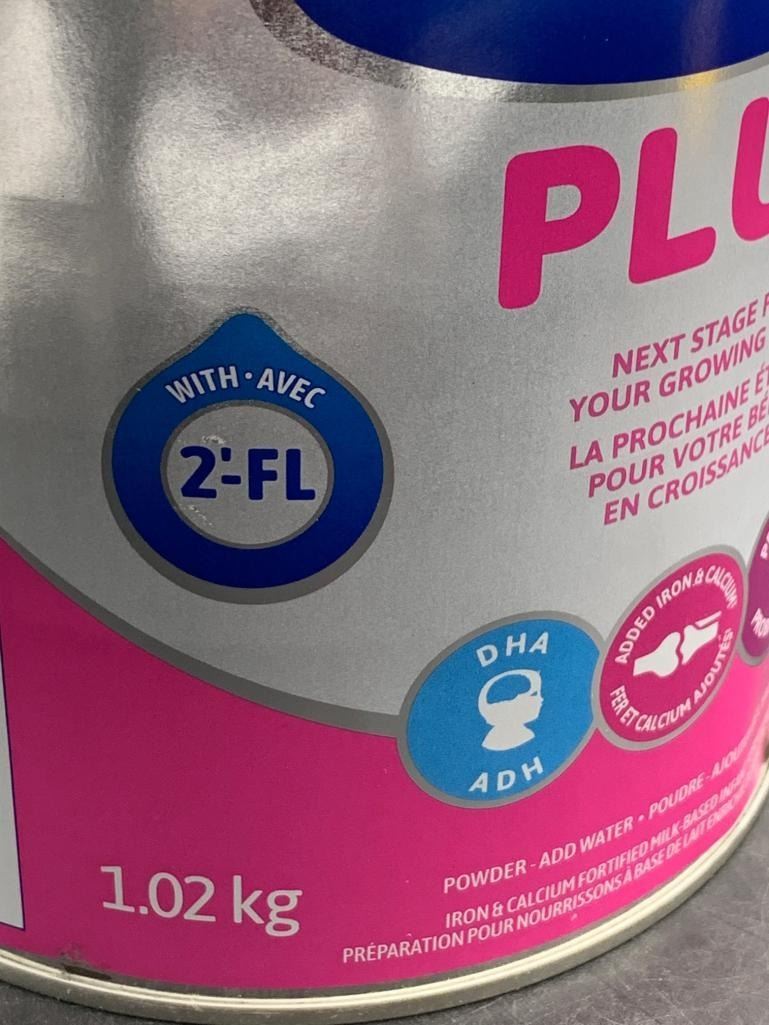 PLU
NEXT STAGE
YOUR GROWING
LA PROCHAINE
POUR VOTRE
EN CROISSANCE
WITH · AVEC
2'-FL
DHA
ADH
ADDED IRON & CALCIUM
FER ET CALCIUM AJOUTÉS
1.02 kg
POWDER - ADD WATER • POUDRE -
IRON & CALCIUM FORTIFIED MILK-BASED
PRÉPARATION POUR NOURRISSONS À BASE DE LAIT